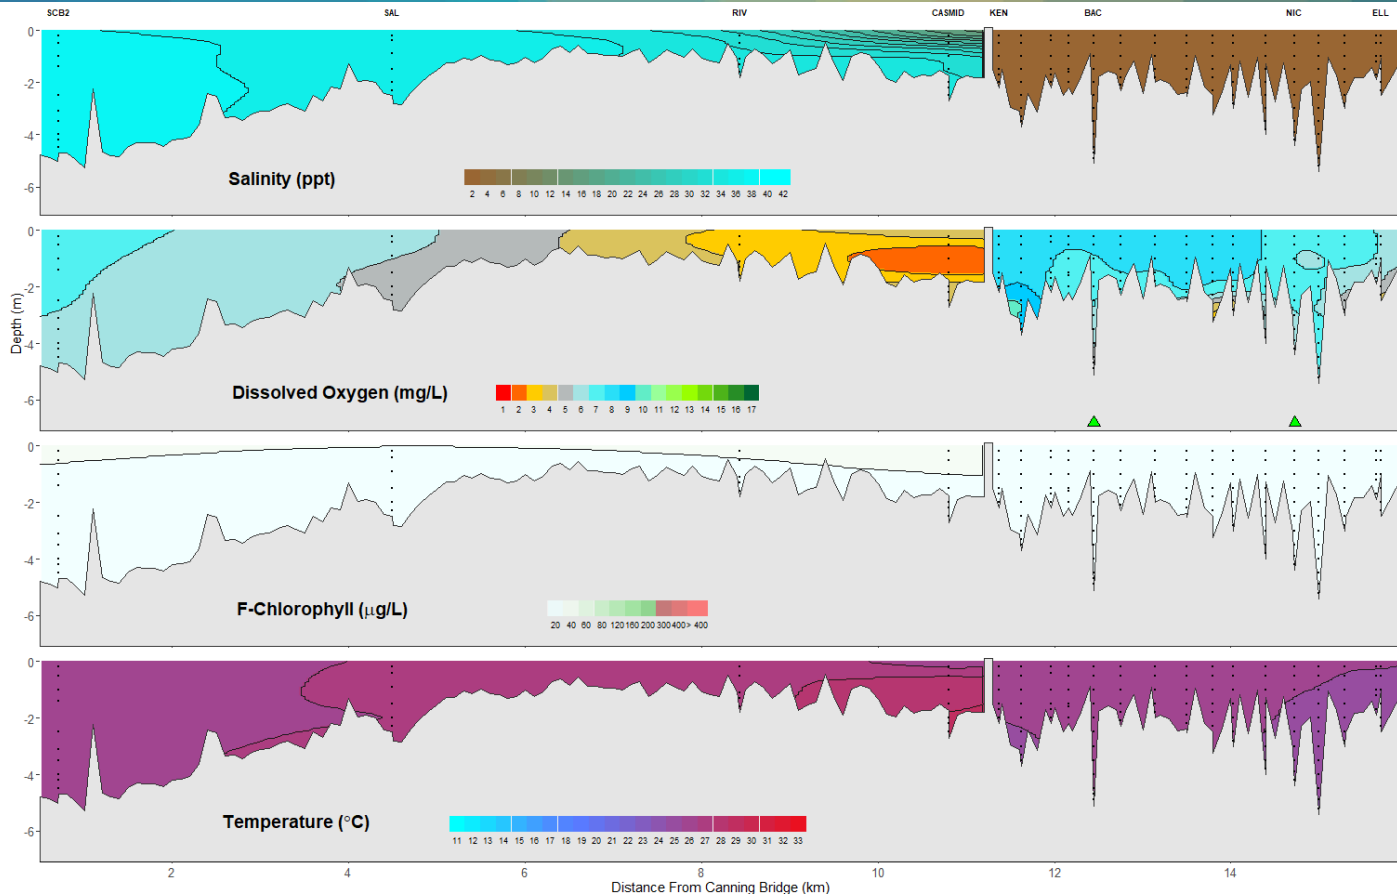 SCB2 SAL RIV CASMID KEN BAC NIC ELL
0
-2
-4
-6
Salinity (ppt)
2 4 6 8 10 12 14 16 18 20 22 24 26 28 30 32 34 36 38 40 42
0
-2
-4
-6
Depth (m)
Dissolved Oxygen (mg/L)
1 2 3 4 5 6 7 8 9 10 11 12 13 14 15 16 17
0
-2
-4
-6
F-Chlorophyll (μg/L)
20 40 60 80 120 160 200 300 400 > 400
0
-2
-4
-6
Temperature (°C)
11 12 13 14 15 16 17 18 19 20 21 22 23 24 25 26 27 28 29 30 31 32 33
2 4 6 8 10 12 14
Distance From Canning Bridge (km)